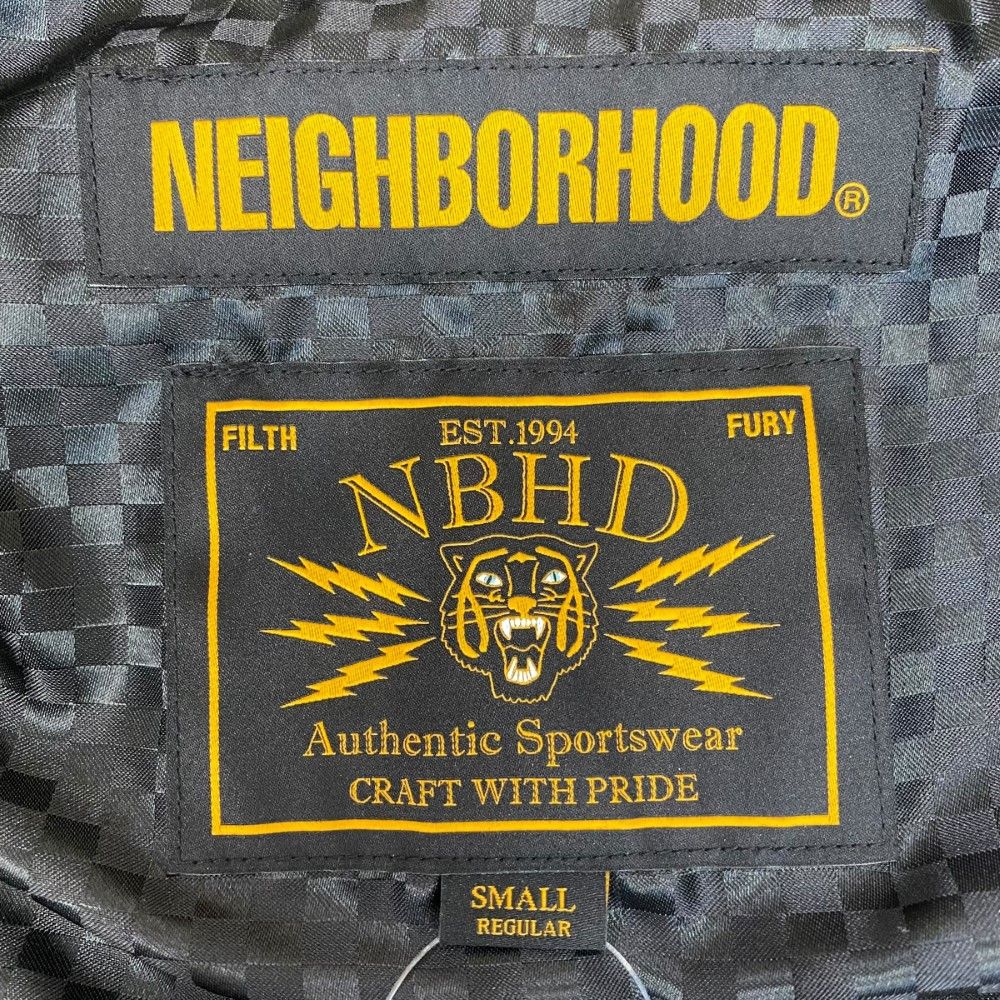 NEIGHBORHOOD®
FILTH EST.1994 FURY
NBHD
Authentic Sportswear
CRAFT WITH PRIDE
SMALL
REGULAR